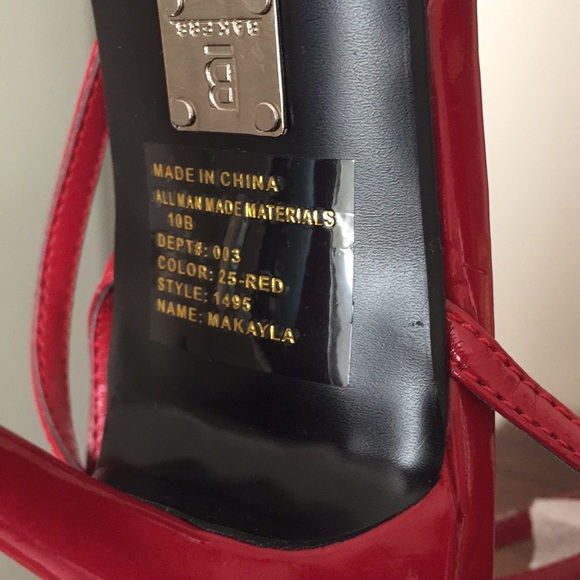 B
BAKERS.
B
MADE IN CHINA
ALL MAN MADE MATERIALS
10B
DEPT#: 003
COLOR: 25-RED
STYLE: 1495
NAME: MAKAYLA